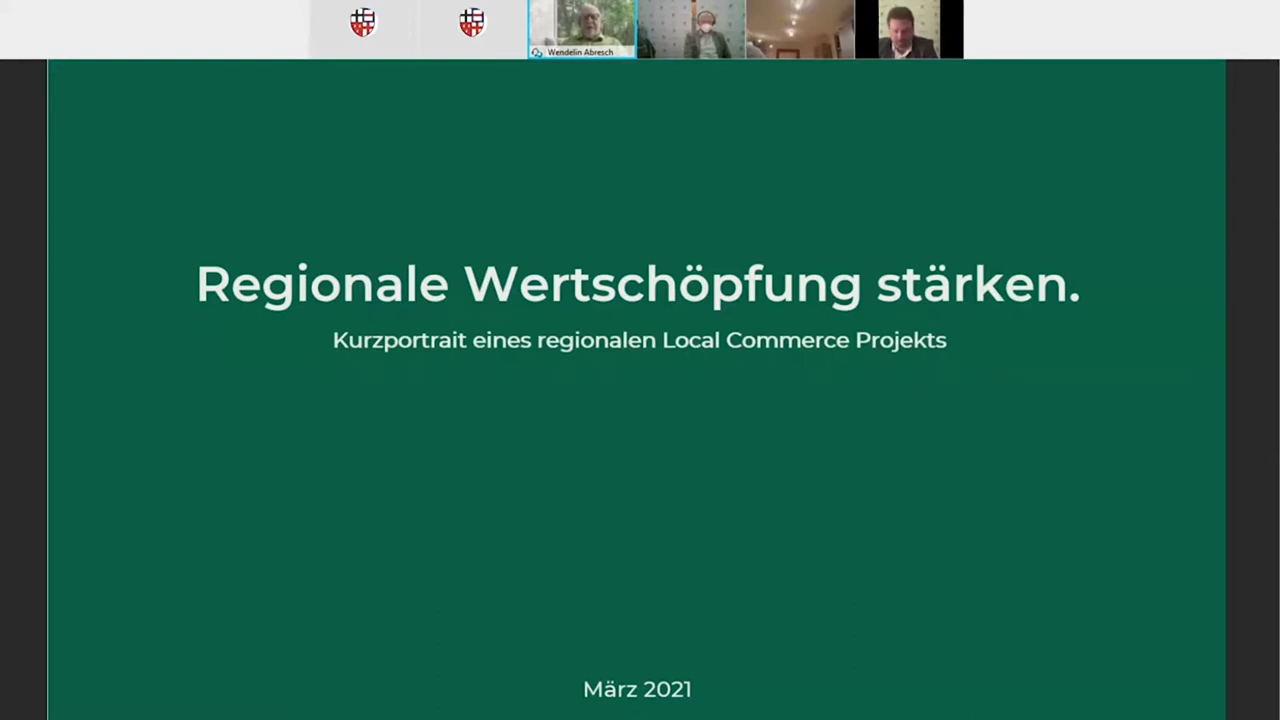 Wendelin Abresch
Regionale Wertschöpfung stärken.
Kurzportrait eines regionalen Local Commerce Projekts
März 2021